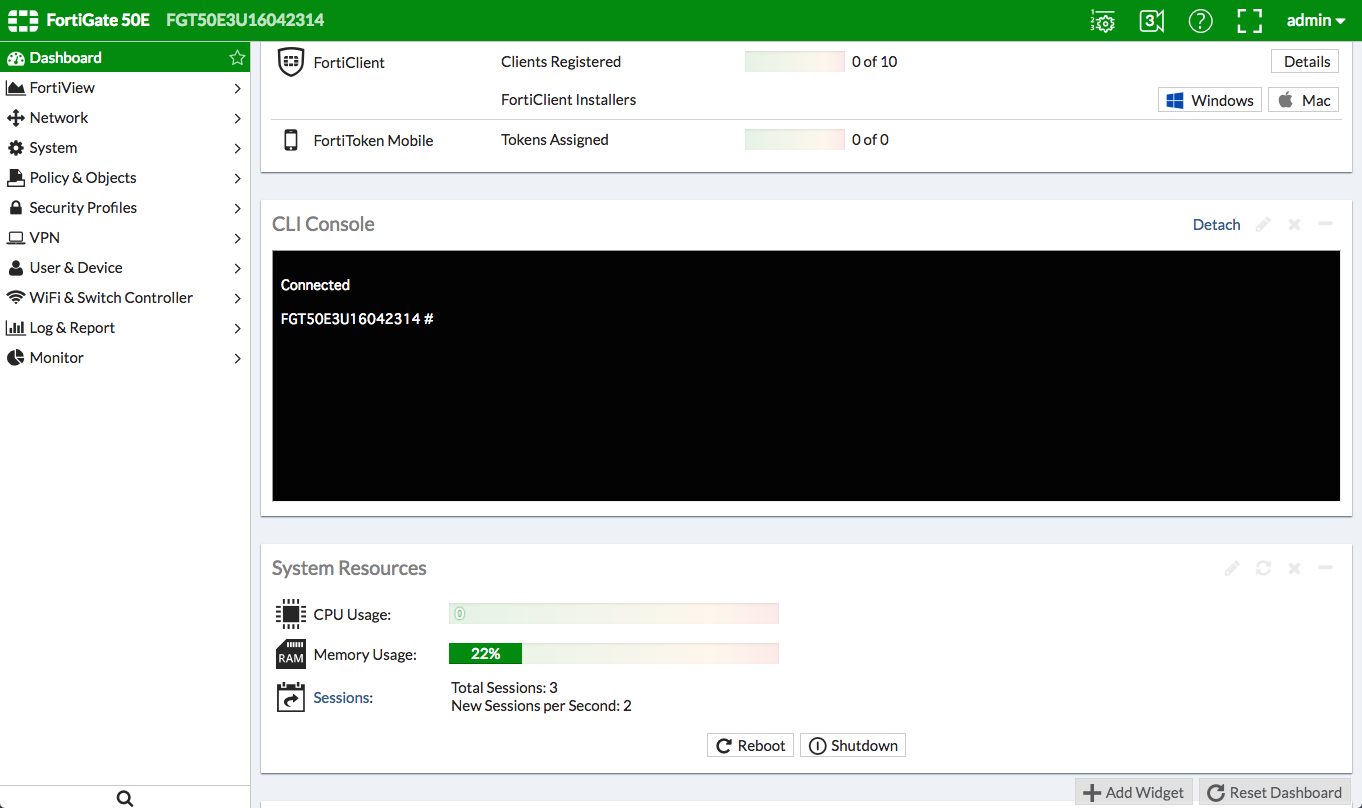 FortiGate 50E FGT50E3U16042314
3
?
admin
Dashboard
FortiView
Network
System
Policy & Objects
Security Profiles
VPN
User & Device
WiFi & Switch Controller
Log & Report
Monitor
FortiClient Clients Registered 0 of 10 Details
FortiClient Installers Windows Mac
FortiToken Mobile Tokens Assigned 0 of 0
CLI Console Detach
Connected
FGT50E3U16042314 #
System Resources
CPU Usage: 0
RAM Memory Usage: 22%
Sessions: Total Sessions: 3
New Sessions per Second: 2
Reboot Shutdown
Add Widget Reset Dashboard